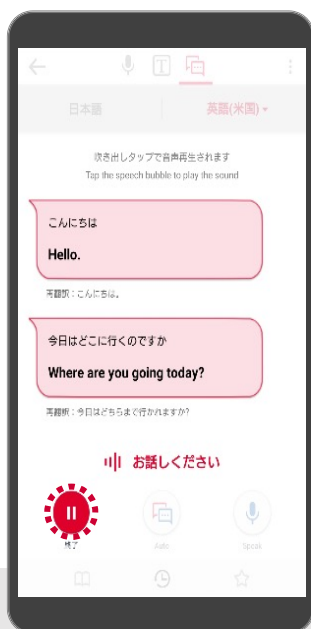 日本語
英語(米国)
吹き出しタップで音声再生されます
Tap the speech bubble to play the sound
こんにちは
Hello.
再翻訳：こんにちは。
今日はどこに行くのですか
Where are you going today?
再翻訳：今日はどちらまで行かれますか?
お話しください
終了
Auto
Speak